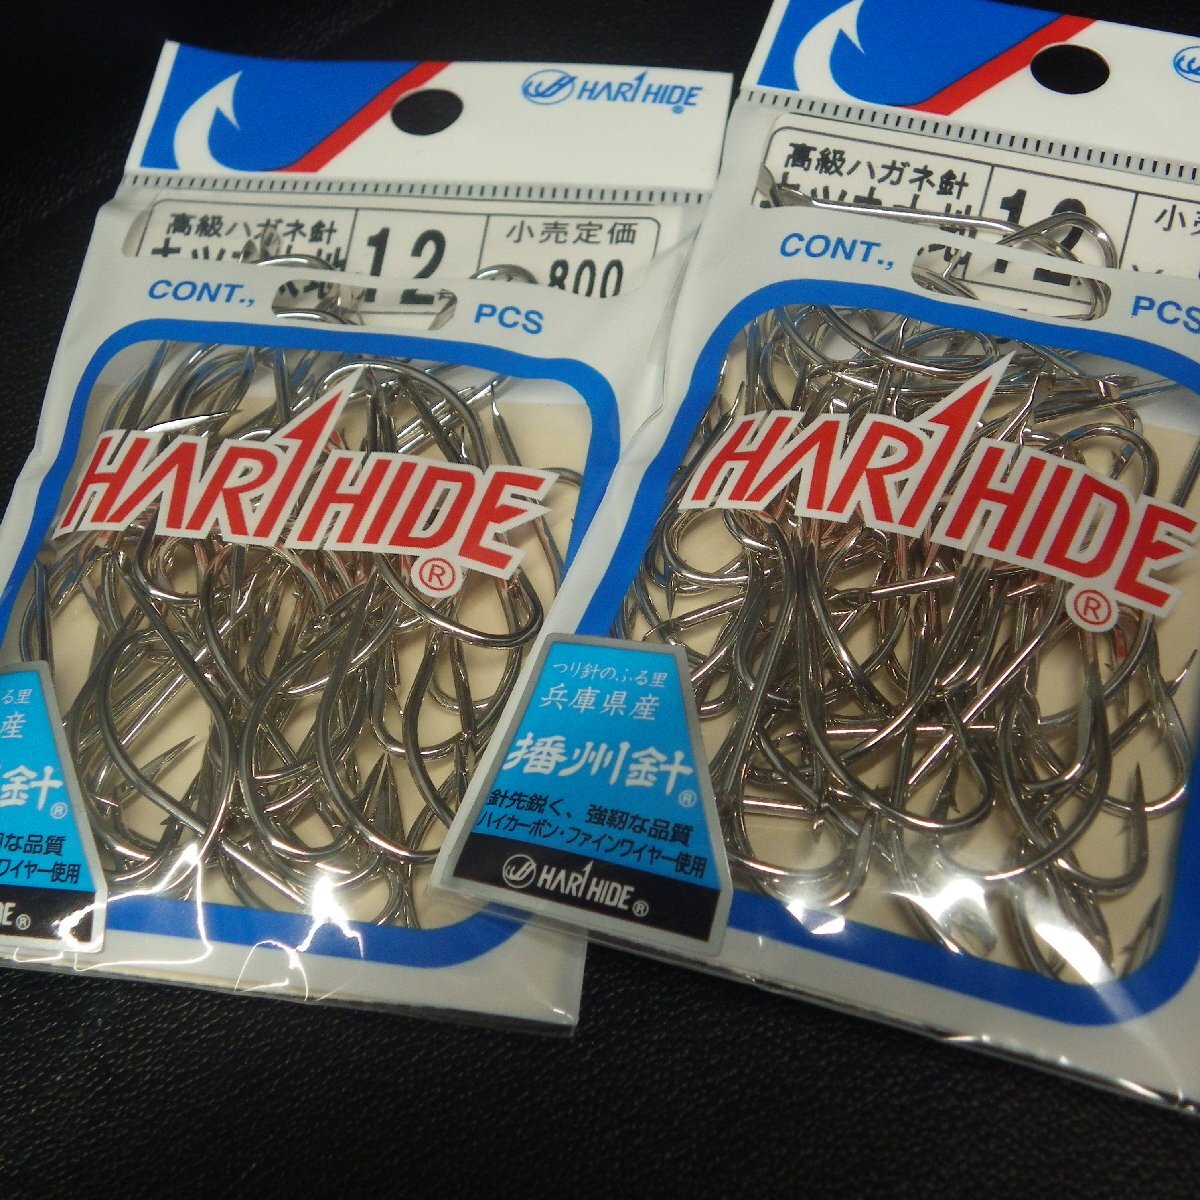 HARIHIDE®
高級ハガネ針
12
小売定価
800
CONT.,
PCS
HARIHIDE
®
ふる里
産
針®
な品質
ワイヤー使用
IDE®
高級ハガネ針
12
小売
CONT.,
PCS
HARIHIDE
®
つり針のふる里
兵庫県産
播州針®
針先鋭く、強靭な品質
ハイカーボン・ファインワイヤー使用
HARIHIDE®